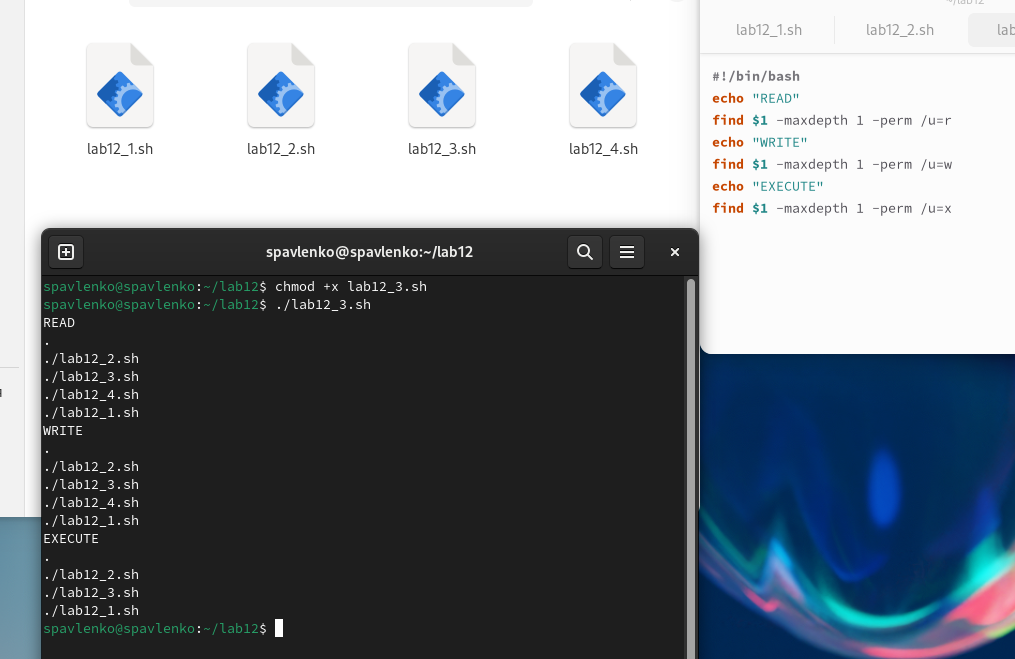 ~/lab12
lab12_1.sh
lab12_2.sh
lab
lab12_1.sh
lab12_2.sh
lab12_3.sh
lab12_4.sh
#!/bin/bash
echo "READ"
find $1 -maxdepth 1 -perm /u=r
echo "WRITE"
find $1 -maxdepth 1 -perm /u=w
echo "EXECUTE"
find $1 -maxdepth 1 -perm /u=x
spavlenko@spavlenko:~/lab12
spavlenko@spavlenko:~/lab12$ chmod +x lab12_3.sh
spavlenko@spavlenko:~/lab12$ ./lab12_3.sh
READ
.
./lab12_2.sh
./lab12_3.sh
./lab12_4.sh
./lab12_1.sh
WRITE
.
./lab12_2.sh
./lab12_3.sh
./lab12_4.sh
./lab12_1.sh
EXECUTE
.
./lab12_2.sh
./lab12_3.sh
./lab12_1.sh
spavlenko@spavlenko:~/lab12$